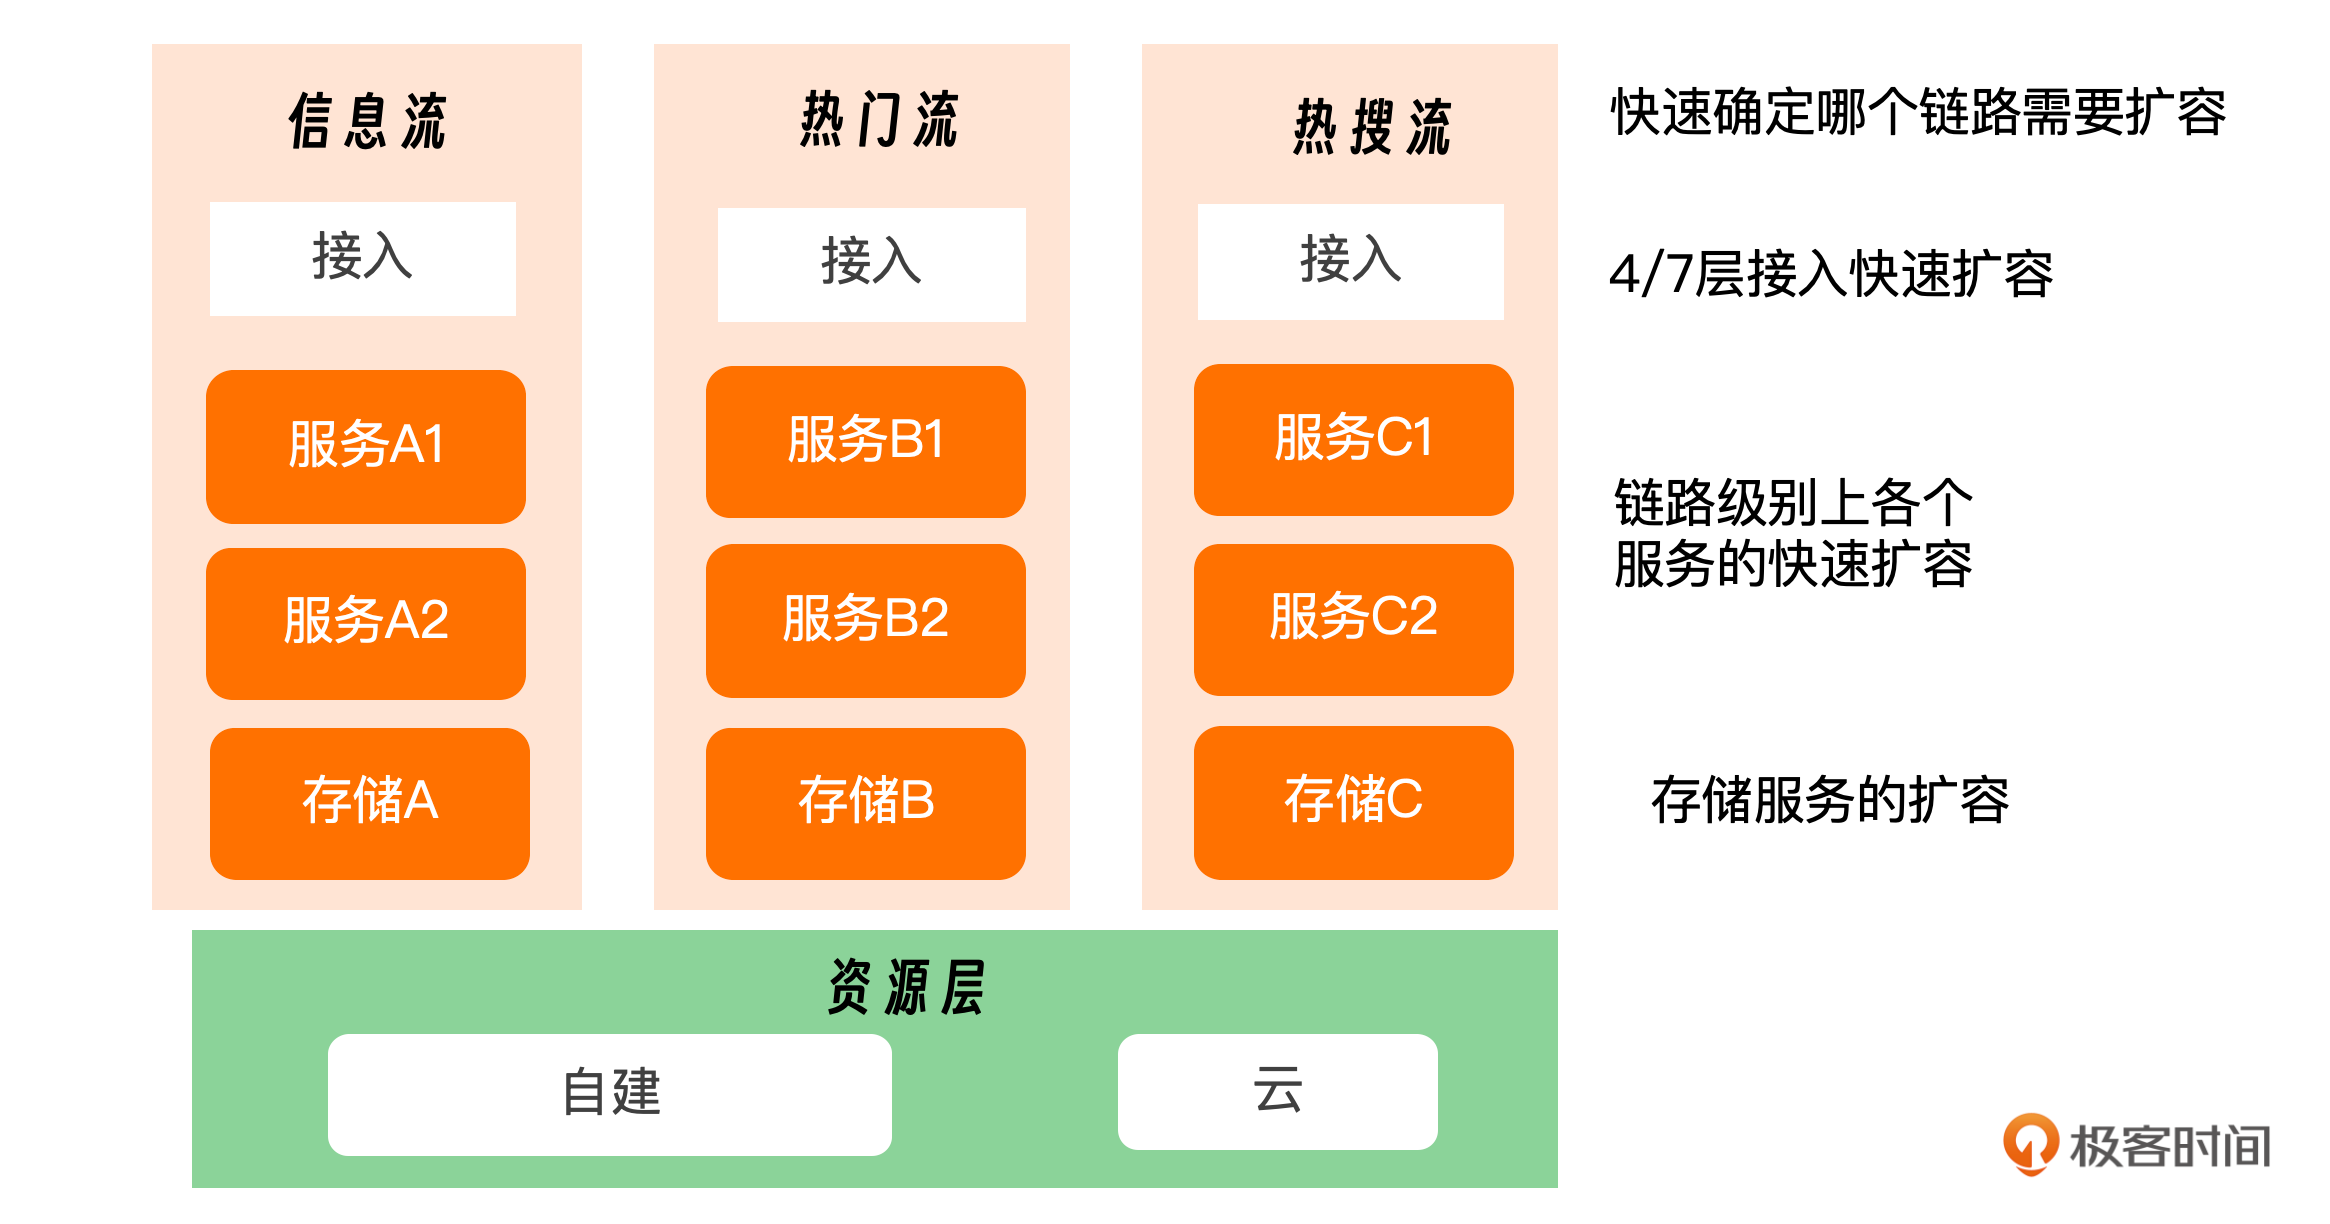 信息流
接入
服务A1
服务A2
存储A
热门流
接入
服务B1
服务B2
存储B
热搜流
接入
服务C1
服务C2
存储C
快速确定哪个链路需要扩容
4/7层接入快速扩容
链路级别上各个
服务的快速扩容
存储服务的扩容
资源层
自建
云
极客时间